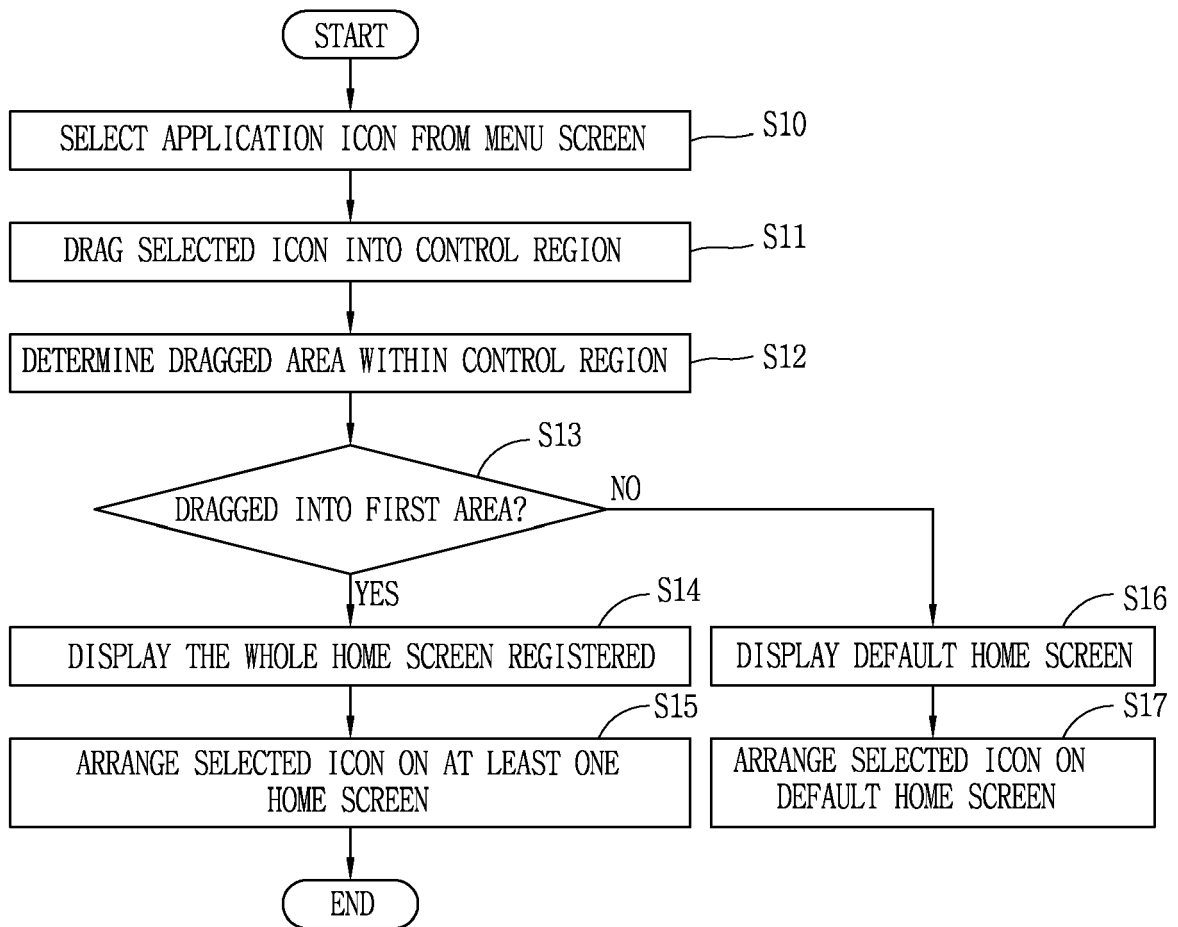 START
SELECT APPLICATION ICON FROM MENU SCREEN
S10
DRAG SELECTED ICON INTO CONTROL REGION
S11
DETERMINE DRAGGED AREA WITHIN CONTROL REGION
S12
S13
DRAGGED INTO FIRST AREA?
NO
YES
S14
DISPLAY THE WHOLE HOME SCREEN REGISTERED
S16
DISPLAY DEFAULT HOME SCREEN
S15
ARRANGE SELECTED ICON ON AT LEAST ONE
HOME SCREEN
S17
ARRANGE SELECTED ICON ON
DEFAULT HOME SCREEN
END